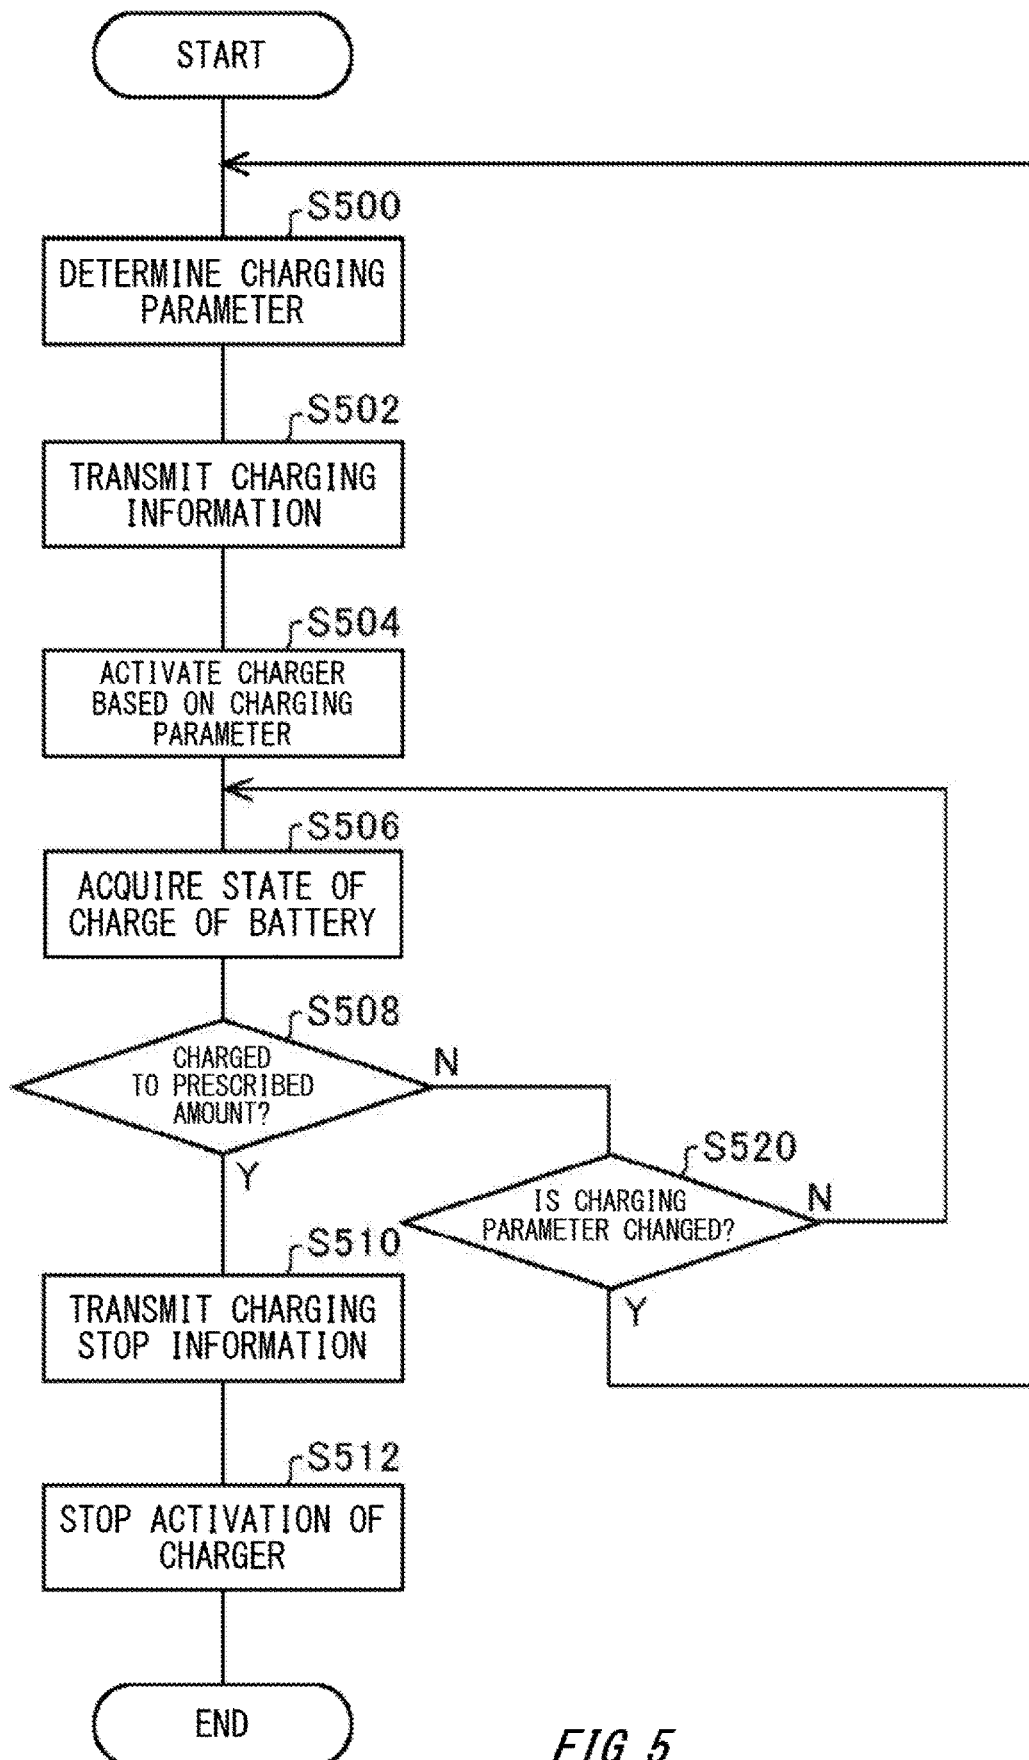 START
S500
DETERMINE CHARGING
PARAMETER
S502
TRANSMIT CHARGING
INFORMATION
S504
ACTIVATE CHARGER
BASED ON CHARGING
PARAMETER
S506
ACQUIRE STATE OF
CHARGE OF BATTERY
S508
CHARGED
TO PRESCRIBED
AMOUNT?
N
Y
S520
IS CHARGING
PARAMETER CHANGED?
N
Y
S510
TRANSMIT CHARGING
STOP INFORMATION
S512
STOP ACTIVATION OF
CHARGER
END
FIG 5